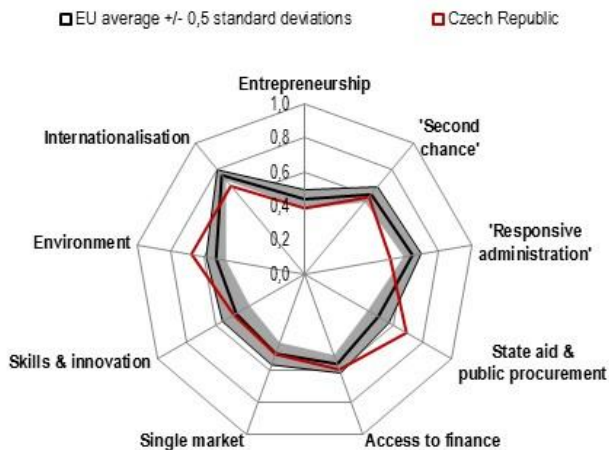 EU average +/- 0,5 standard deviations
Czech Republic
Entrepreneurship
1,0
0,8
0,6
0,4
0,2
0,0
'Second
chance'
'Responsive
administration'
State aid &
public procurement
Access to finance
Single market
Skills & innovation
Environment
Internationalisation